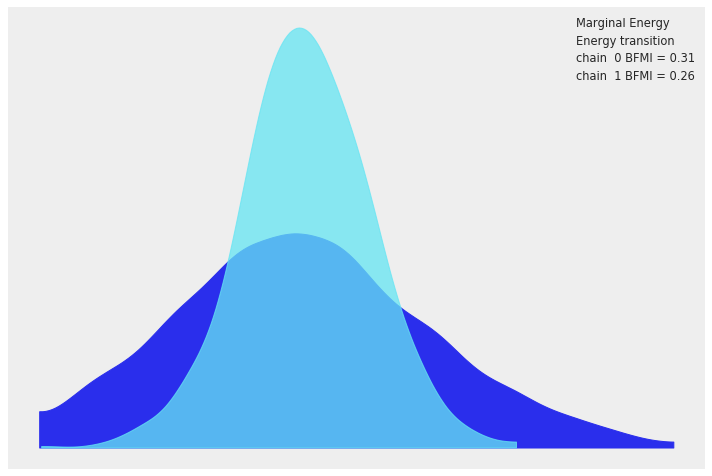 Marginal Energy
Energy transition
chain  0 BFMI = 0.31
chain  1 BFMI = 0.26